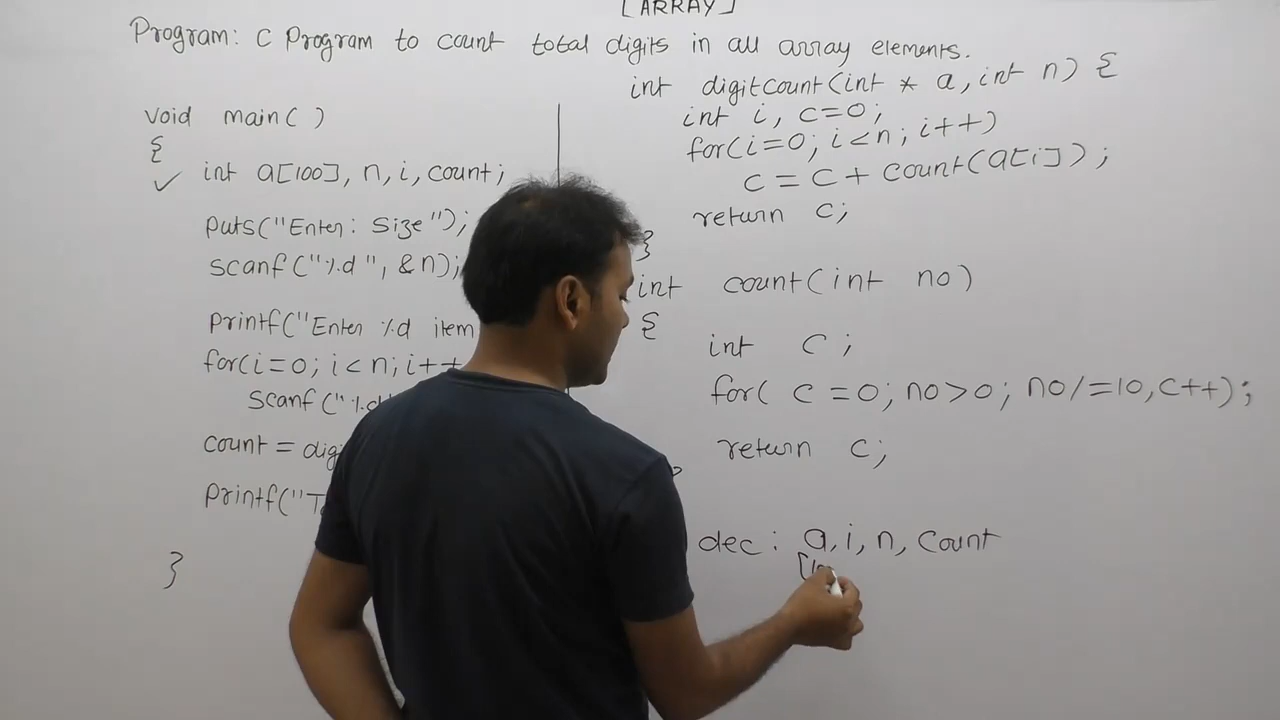 [ARRAY]
Program: C Program to count total digits in all array elements.
void main( )
{
int a[100], n, i, count;
puts("Enter: Size");
scanf("%d", &n);
printf("Enter %d item
for(i=0; i<n; i++
scanf("%d"
count =
printf("
}
int digitcount(int * a, int n) {
int i, c=0;
for(i=0; i<n; i++)
c = c + count(a[i]);
return c;
}
int count(int no)
{
int c;
for( c = 0; no>0; no/=10, c++);
return c;
dec: a, i, n, count